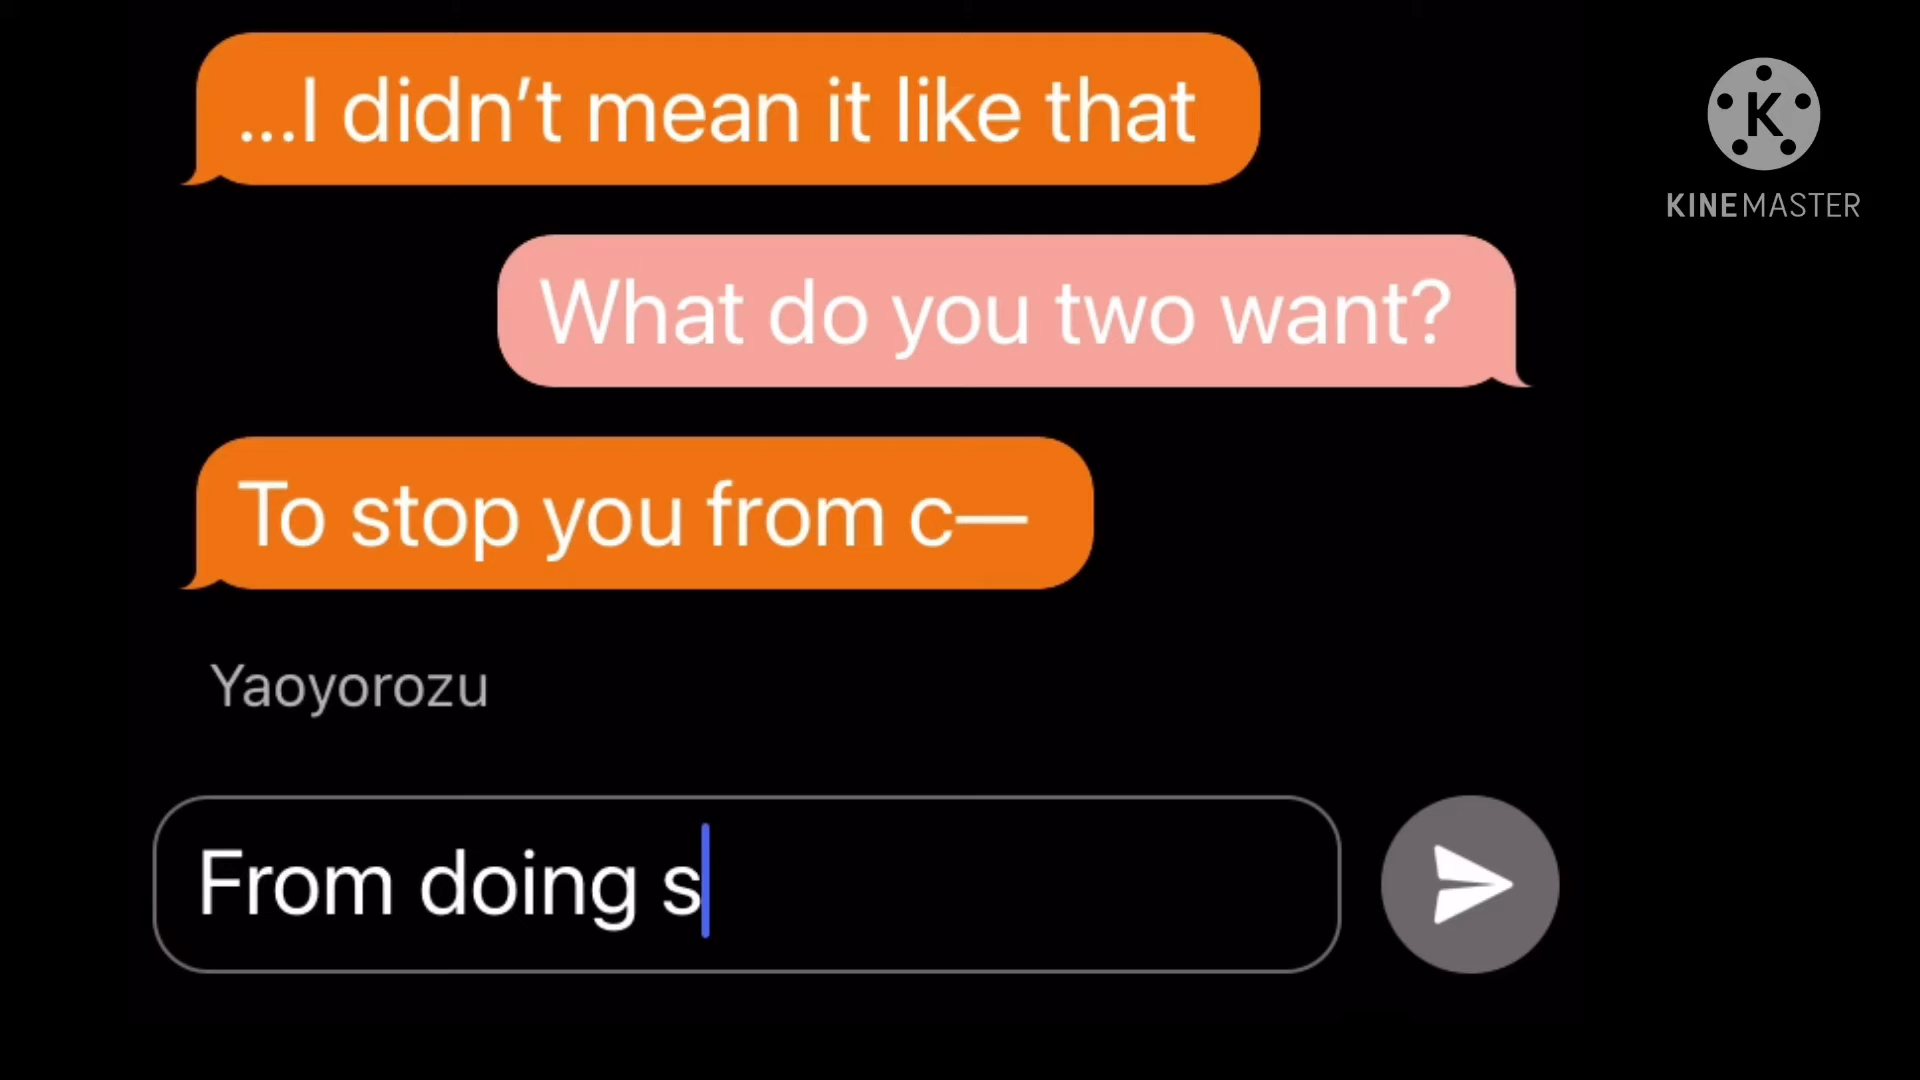 ...I didn't mean it like that
K
KINEMASTER
What do you two want?
To stop you from c—
Yaoyorozu
From doing s